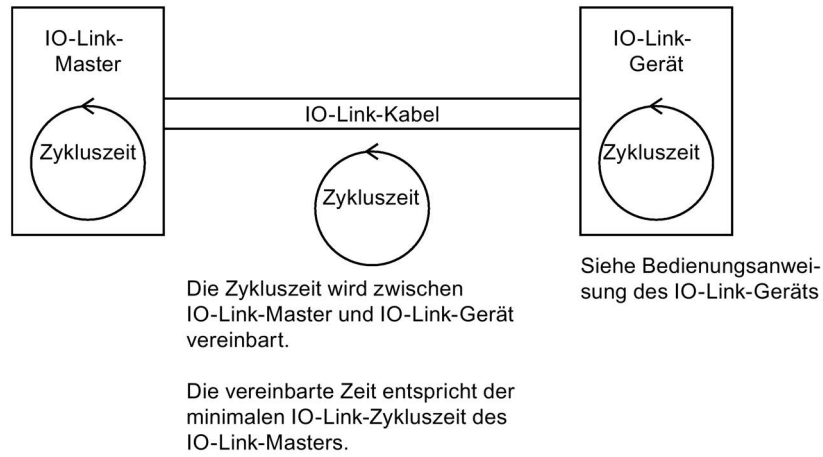 IO-Link-
Master
Zykluszeit
IO-Link-Kabel
Zykluszeit
IO-Link-
Gerät
Zykluszeit
Die Zykluszeit wird zwischen
IO-Link-Master und IO-Link-Gerät
vereinbart.
Die vereinbarte Zeit entspricht der
minimalen IO-Link-Zykluszeit des
IO-Link-Masters.
Siehe Bedienungsanwei-
sung des IO-Link-Geräts